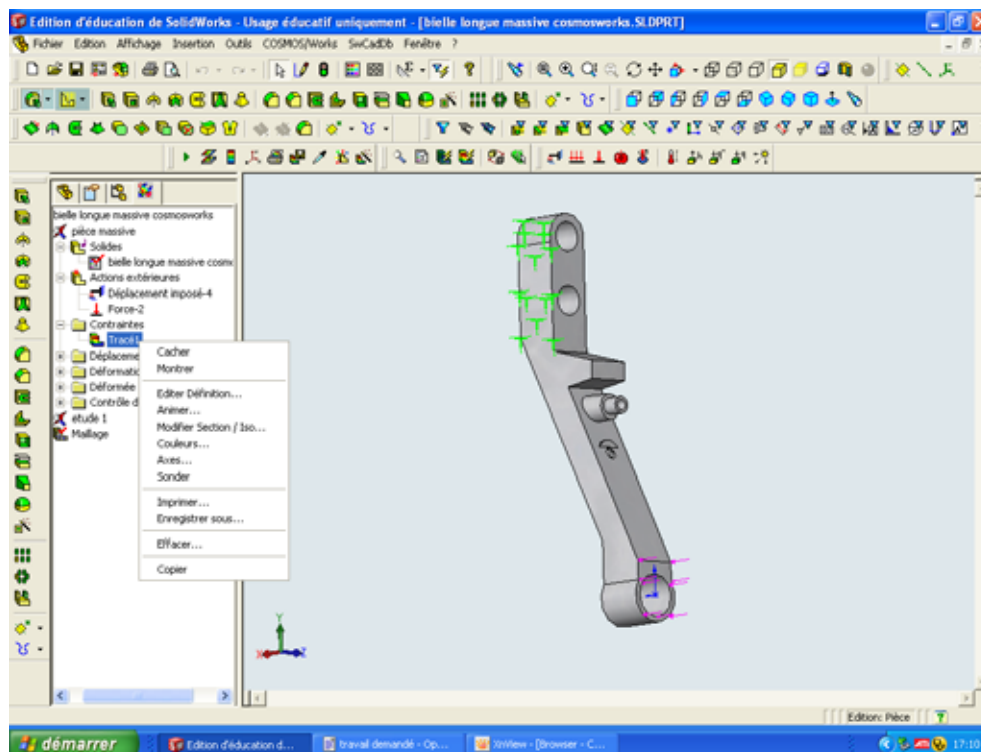 Edition d'éducation de SolidWorks - Usage éducatif uniquement - [bielle longue massive cosmosworks.SLDPRT]
Fichier Edition Affichage Insertion Outils COSMOS/Works SwCadDb Fenêtre ?
bielle longue massive cosmosworks
pièce massive
Solides
bielle longue massive cosm
Actions extérieures
Déplacement imposé-4
Force-2
Contraintes
Tracé1
Déplaceme
Déformatio
Déformée
Contrôle d
etude 1
Maillage
Cacher
Montrer
Editer Définition...
Animer...
Modifier Section / Iso...
Couleurs...
Axes...
Sonder
Imprimer...
Enregistrer sous...
Effacer...
Copier
Y
X
Z
Edition: Pièce
démarrer
Edition d'éducation d...
travail demandé - Op...
XnView - [Browser - C...
17:10